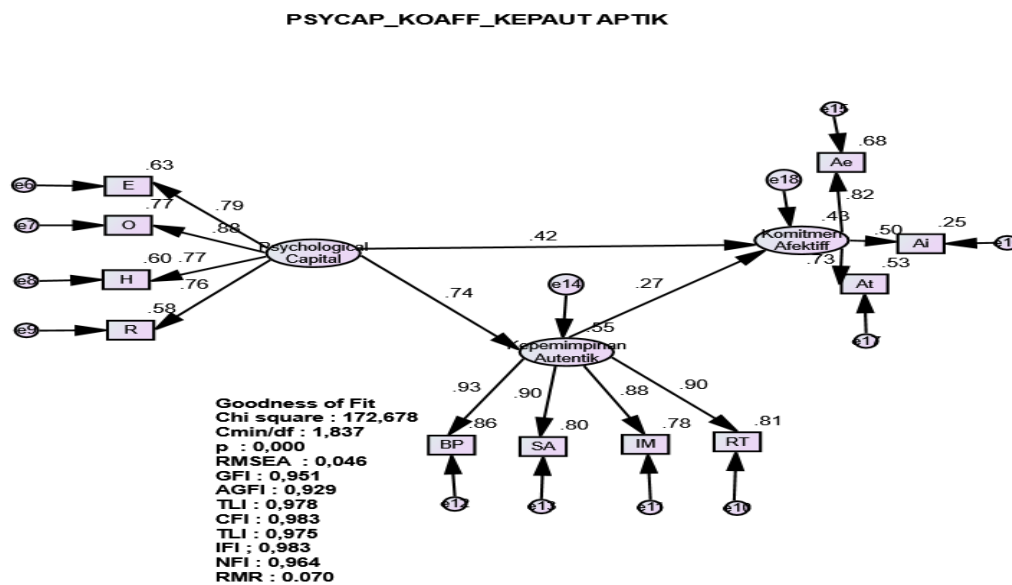 PSYCAP_KOAFF_KEPAUT APTIK
e15
.68
Ae
e18
.82
.43
.50
.25
Komitmen
Afektiff
Ai
e1
.73
.53
At
e17
.63
e6
E
.79
.77
e7
O
.88
Psychological
Capital
.42
.60
.77
e8
H
.76
.58
e9
R
.74
.27
e14
.55
Kepemimpinan
Autentik
.93
.90
.88
.90
.86
.80
.78
.81
BP
SA
IM
RT
e12
e13
e11
e10
Goodness of Fit
Chi square : 172,678
Cmin/df : 1,837
p : 0,000
RMSEA : 0,046
GFI : 0,951
AGFI : 0,929
TLI : 0,978
CFI : 0,983
TLI : 0,975
IFI ; 0,983
NFI : 0,964
RMR : 0.070